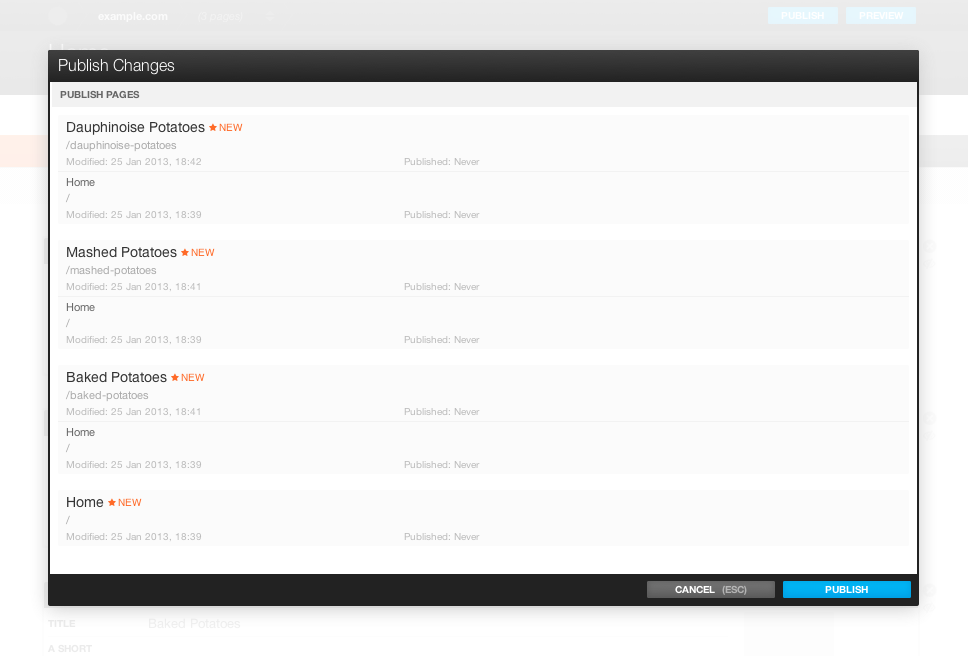 example.com
PUBLISH PREVIEW
Publish Changes
PUBLISH PAGES
Dauphinoise Potatoes ★ NEW
/dauphinoise-potatoes
Modified: 25 Jan 2013, 18:42 Published: Never
Home
/
Modified: 25 Jan 2013, 18:39 Published: Never
Mashed Potatoes ★ NEW
/mashed-potatoes
Modified: 25 Jan 2013, 18:41 Published: Never
Home
/
Modified: 25 Jan 2013, 18:39 Published: Never
Baked Potatoes ★ NEW
/baked-potatoes
Modified: 25 Jan 2013, 18:41 Published: Never
Home
/
Modified: 25 Jan 2013, 18:39 Published: Never
Home ★ NEW
/
Modified: 25 Jan 2013, 18:39 Published: Never
CANCEL (ESC) PUBLISH
TITLE Baked Potatoes
A SHORT